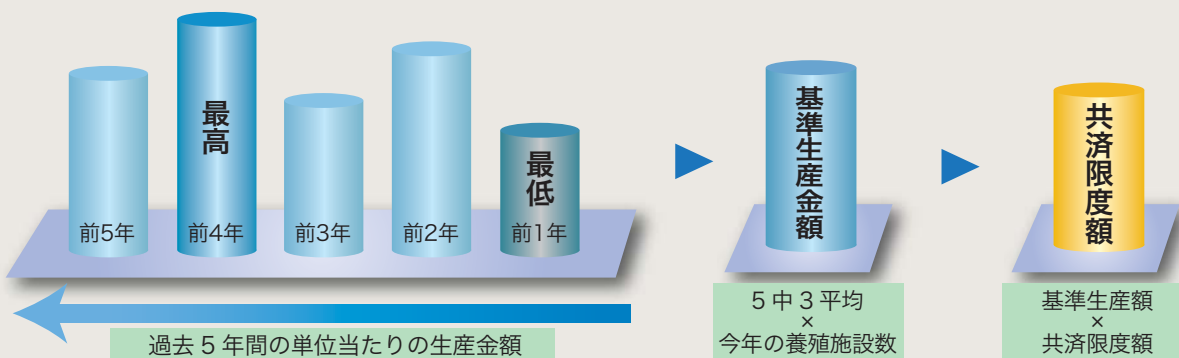 最高
最低
前5年
前4年
前3年
前2年
前1年
過去 5 年間の単位当たりの生産金額
基準生産金額
5 中 3 平均
×
今年の養殖施設数
共済限度額
基準生産額
×
共済限度額